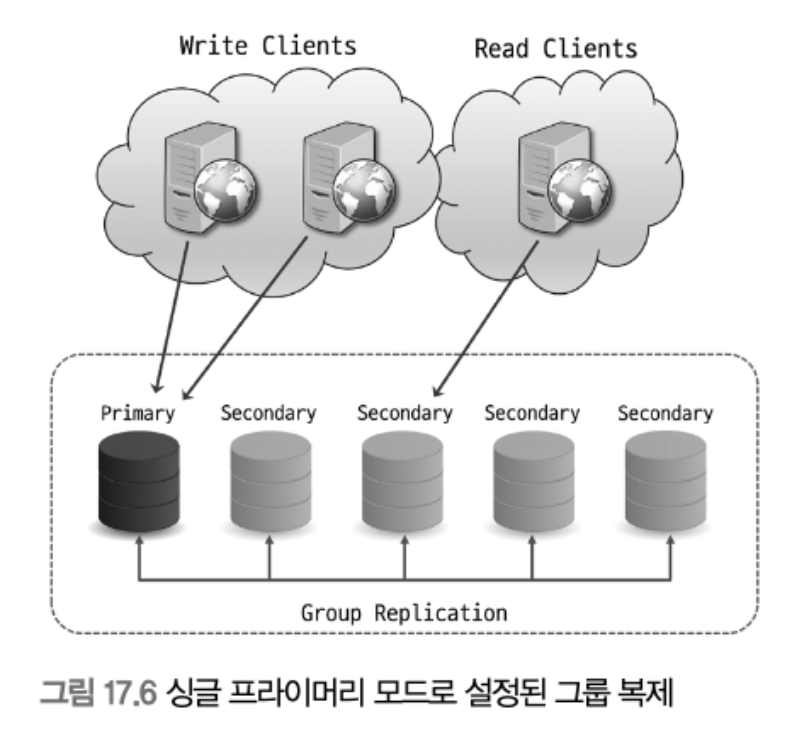 Write Clients
Read Clients
Primary Secondary Secondary Secondary Secondary
Group Replication
그림 17.6 싱글 프라이머리 모드로 설정된 그룹 복제